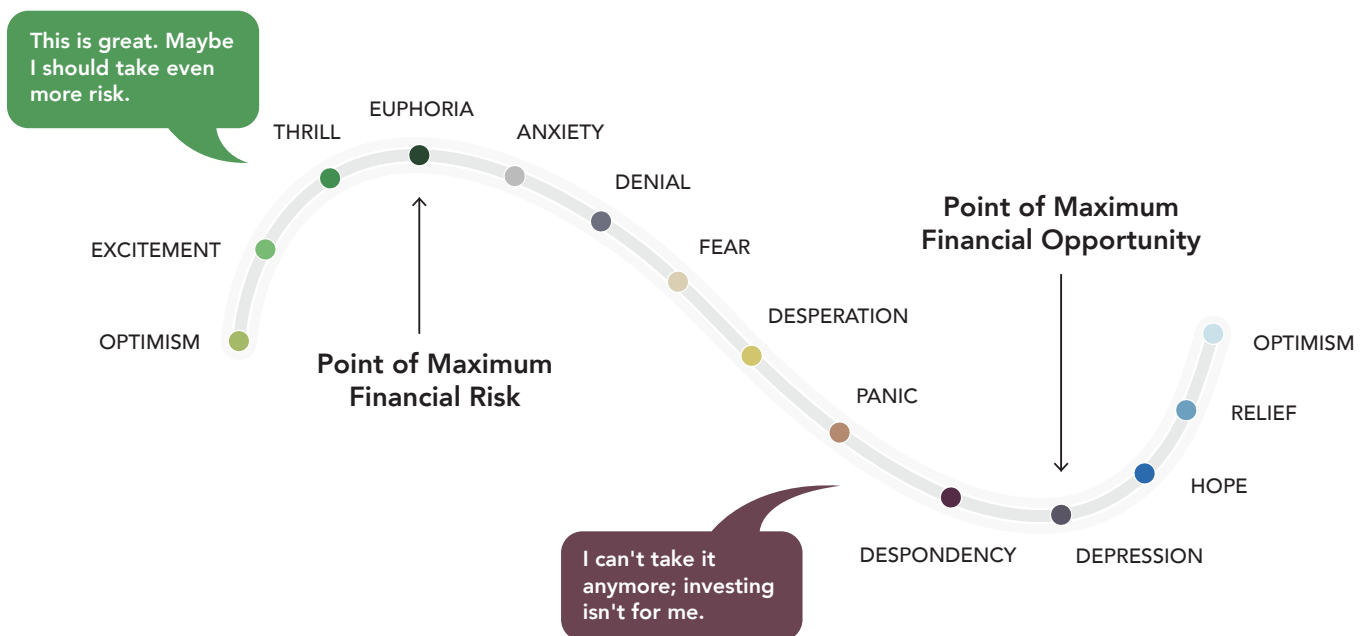 This is great. Maybe
I should take even
more risk.
EUPHORIA
THRILL
ANXIETY
DENIAL
EXCITEMENT
FEAR
Point of Maximum
Financial Opportunity
DESPERATION
OPTIMISM
OPTIMISM
Point of Maximum
Financial Risk
PANIC
RELIEF
HOPE
DESPONDENCY
DEPRESSION
I can't take it
anymore; investing
isn't for me.